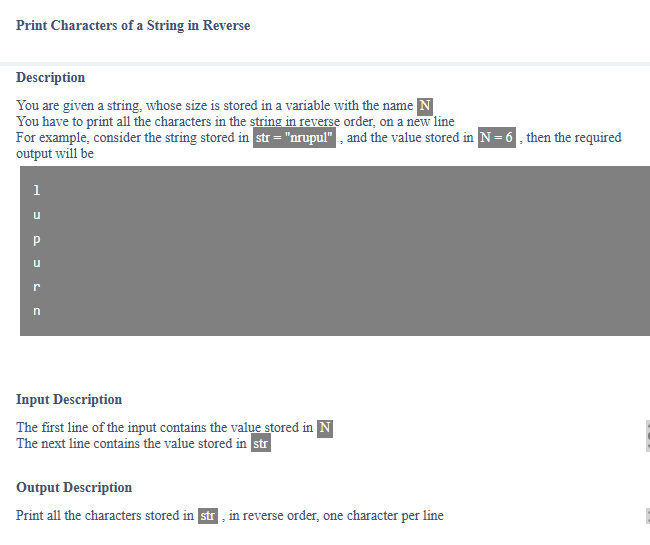 Print Characters of a String in Reverse
Description
You are given a string, whose size is stored in a variable with the name N
You have to print all the characters in the string in reverse order, on a new line
For example, consider the string stored in str = "nrupul" , and the value stored in N = 6 , then the required
output will be
l
u
p
u
r
n
Input Description
The first line of the input contains the value stored in N
The next line contains the value stored in str
Output Description
Print all the characters stored in str , in reverse order, one character per line